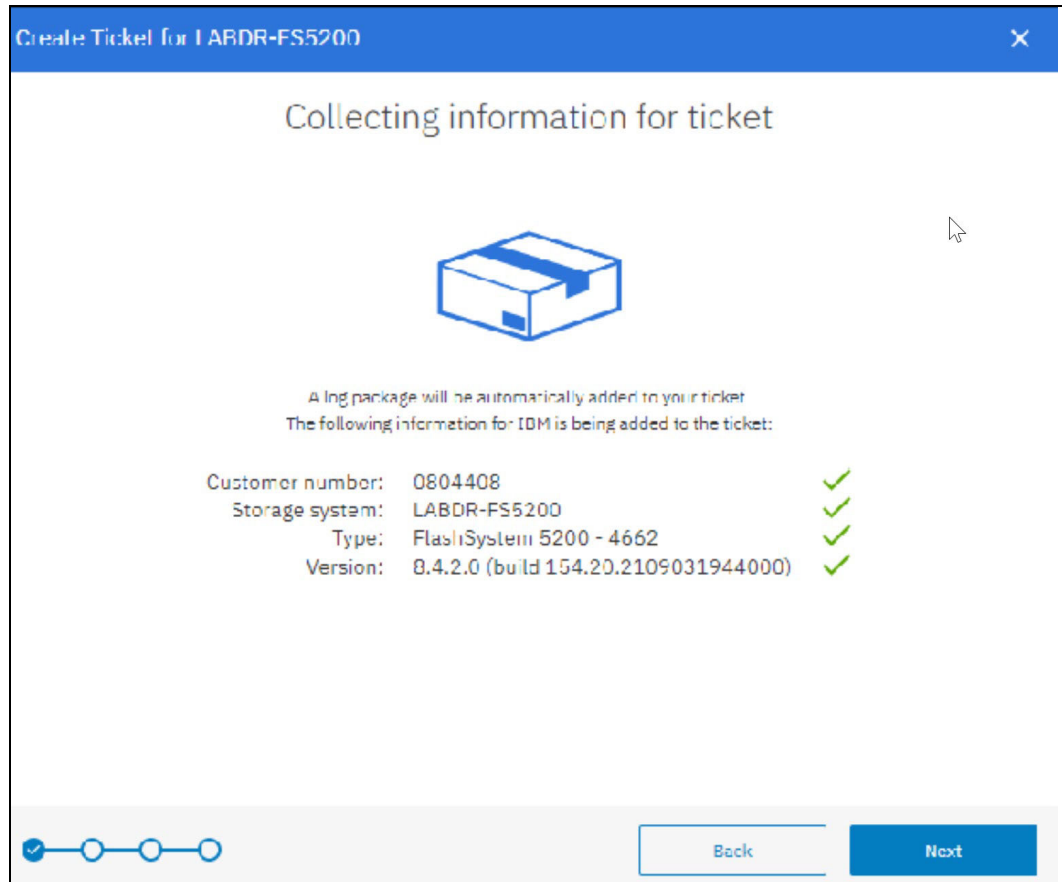 Create Ticket for LABDR-FS5200
Collecting information for ticket
A log package will be automatically added to your ticket
The following information for IBM is being added to the ticket:
Customer number: 0804408
Storage system: LABDR-FS5200
Type: FlashSystem 5200 - 4662
Version: 8.4.2.0 (build 154.20.2109031944000)
Back Next